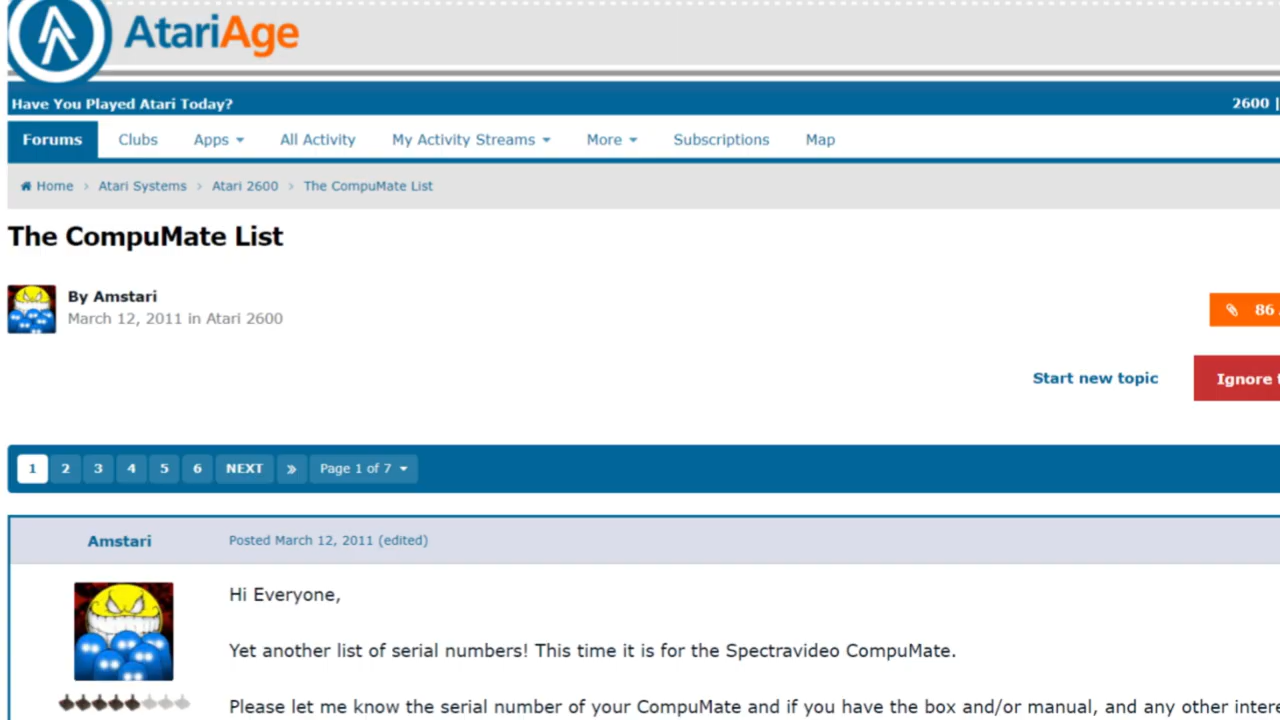 AtariAge
Have You Played Atari Today?
2600 |
Forums Clubs Apps All Activity My Activity Streams More Subscriptions Map
Home > Atari Systems > Atari 2600 > The CompuMate List
The CompuMate List
By Amstari
March 12, 2011 in Atari 2600
86
Start new topic
Ignore
1 2 3 4 5 6 NEXT » Page 1 of 7
Amstari
Posted March 12, 2011 (edited)
Hi Everyone,
Yet another list of serial numbers! This time it is for the Spectravideo CompuMate.
Please let me know the serial number of your CompuMate and if you have the box and/or manual, and any other